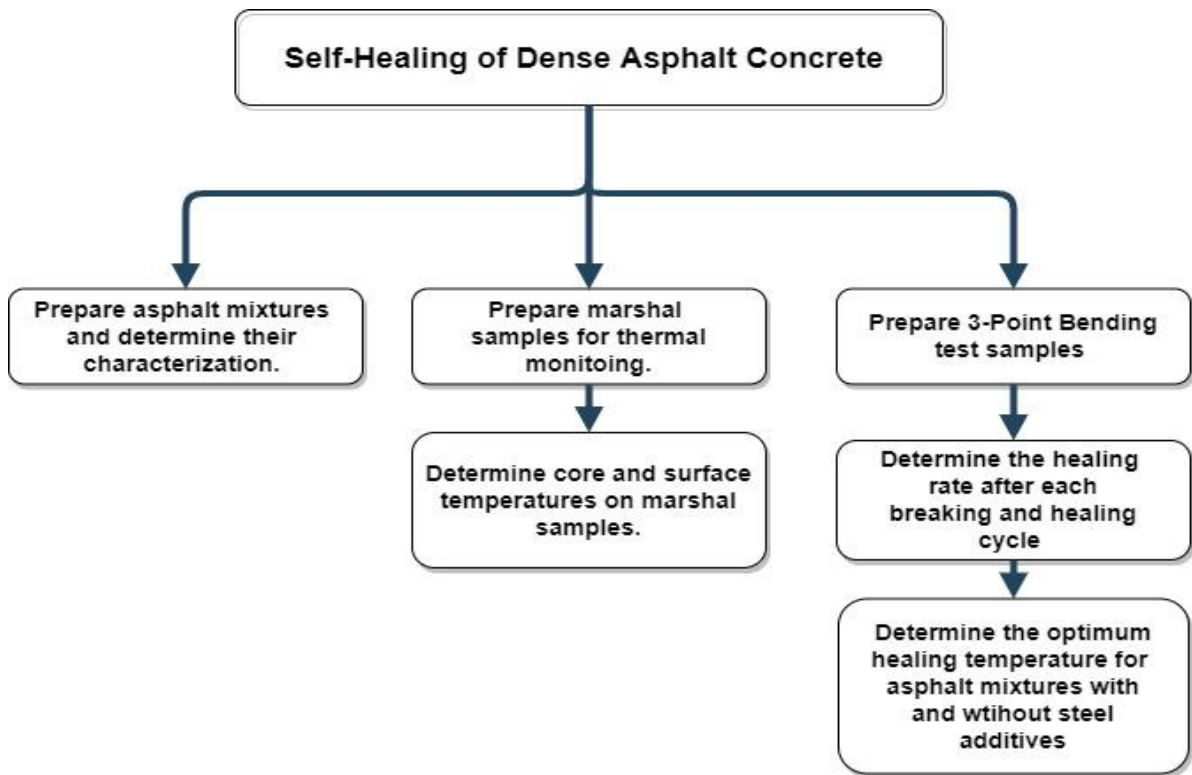 Self-Healing of Dense Asphalt Concrete
Prepare asphalt mixtures
and determine their
characterization.
Prepare marshal
samples for thermal
monitoing.
Determine core and surface
temperatures on marshal
samples.
Prepare 3-Point Bending
test samples
Determine the healing
rate after each
breaking and healing
cycle
Determine the optimum
healing temperature for
asphalt mixtures with
and wtihout steel
additives